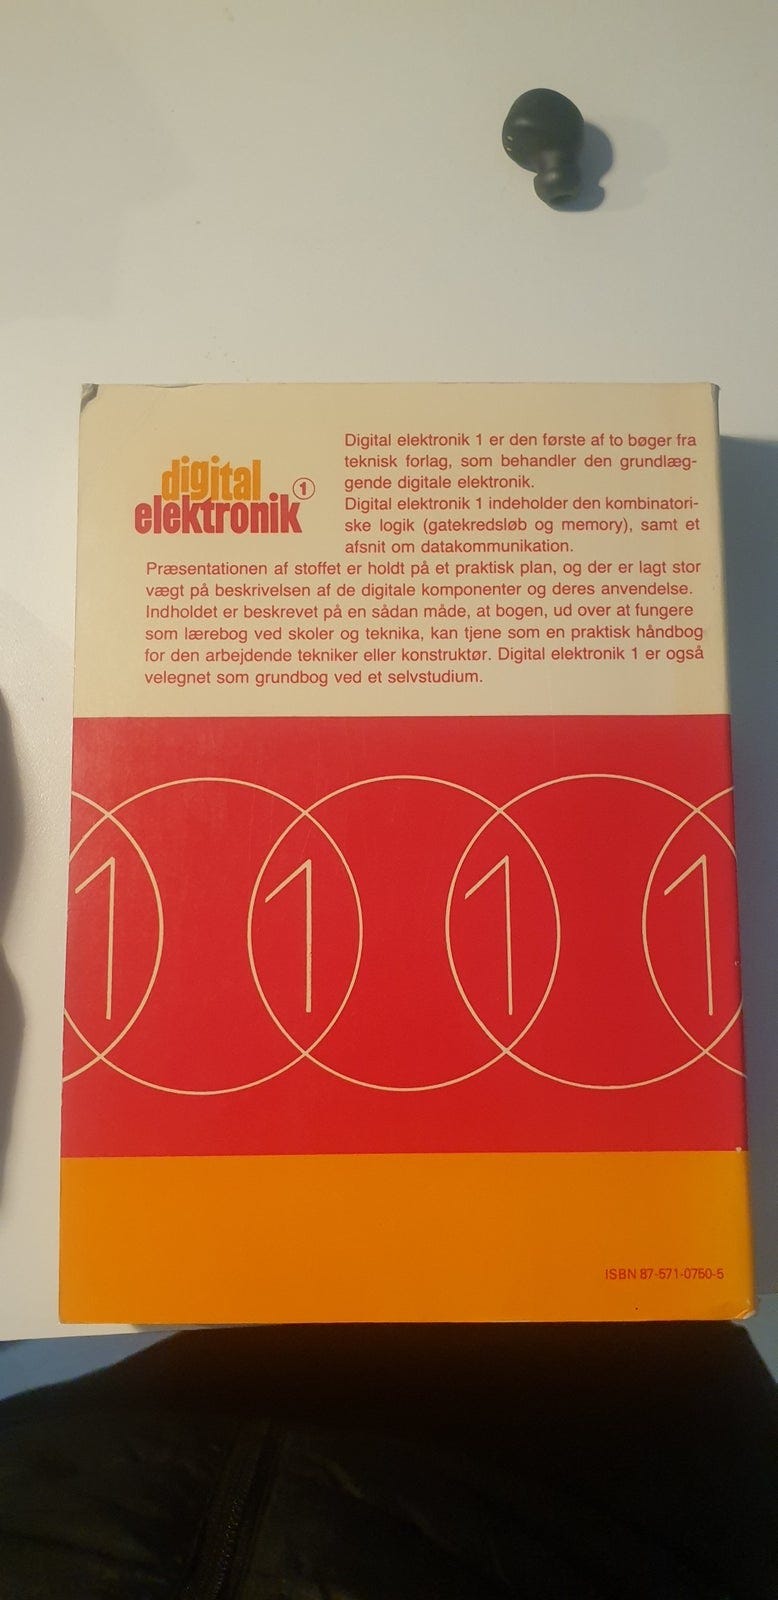 digital
elektronik 1
Digital elektronik 1 er den første af to bøger fra
teknisk forlag, som behandler den grundlæg-
gende digitale elektronik.
Digital elektronik 1 indeholder den kombinatori-
ske logik (gatekredsløb og memory), samt et
afsnit om datakommunikation.
Præsentationen af stoffet er holdt på et praktisk plan, og der er lagt stor
vægt på beskrivelsen af de digitale komponenter og deres anvendelse.
Indholdet er beskrevet på en sådan måde, at bogen, ud over at fungere
som lærebog ved skoler og teknika, kan tjene som en praktisk håndbog
for den arbejdende tekniker eller konstruktør. Digital elektronik 1 er også
velegnet som grundbog ved et selvstudium.
1 1 1 1
ISBN 87-571-0750-5